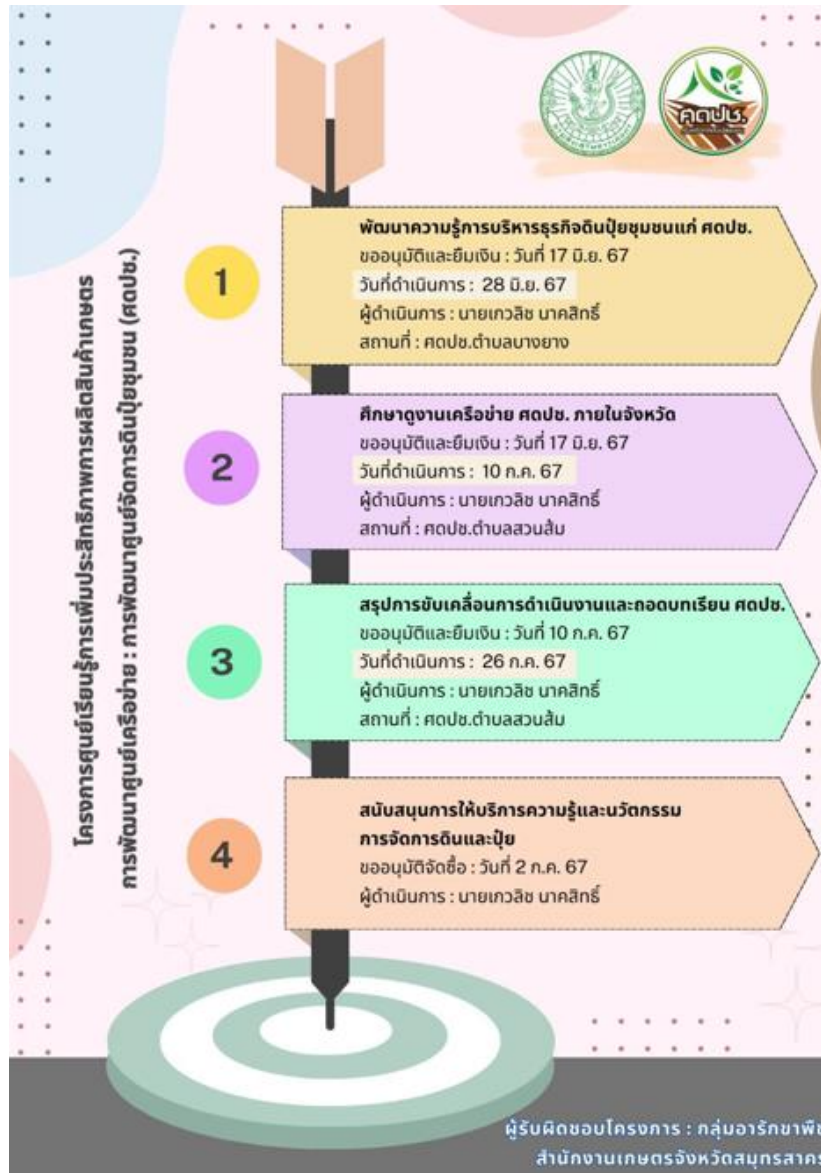 ศดปช.
โครงการศูนย์เรียนรู้การเพิ่มประสิทธิภาพการผลิตสินค้าเกษตร
การพัฒนาศูนย์เครือข่าย : การพัฒนาศูนย์จัดการดินปุ๋ยชุมชน (ศดปช.)
1
พัฒนาความรู้การบริหารธุรกิจดินปุ๋ยชุมชนแก่ ศดปช.
ขออนุมัติและยืมเงิน : วันที่ 17 มิ.ย. 67
วันที่ดำเนินการ : 28 มิ.ย. 67
ผู้ดำเนินการ : นายเกวลิช นาคสิทธิ์
สถานที่ : ศดปช.ตำบลบางยาง
2
ศึกษาดูงานเครือข่าย ศดปช. ภายในจังหวัด
ขออนุมัติและยืมเงิน : วันที่ 17 มิ.ย. 67
วันที่ดำเนินการ : 10 ก.ค. 67
ผู้ดำเนินการ : นายเกวลิช นาคสิทธิ์
สถานที่ : ศดปช.ตำบลสวนส้ม
3
สรุปการขับเคลื่อนการดำเนินงานและถอดบทเรียน ศดปช.
ขออนุมัติและยืมเงิน : วันที่ 10 ก.ค. 67
วันที่ดำเนินการ : 26 ก.ค. 67
ผู้ดำเนินการ : นายเกวลิช นาคสิทธิ์
สถานที่ : ศดปช.ตำบลสวนส้ม
4
สนับสนุนการให้บริการความรู้และนวัตกรรม
การจัดการดินและปุ๋ย
ขออนุมัติจัดซื้อ : วันที่ 2 ก.ค. 67
ผู้ดำเนินการ : นายเกวลิช นาคสิทธิ์
ผู้รับผิดชอบโครงการ : กลุ่มอารักขาพืช
สำนักงานเกษตรจังหวัดสมุทรสาคร